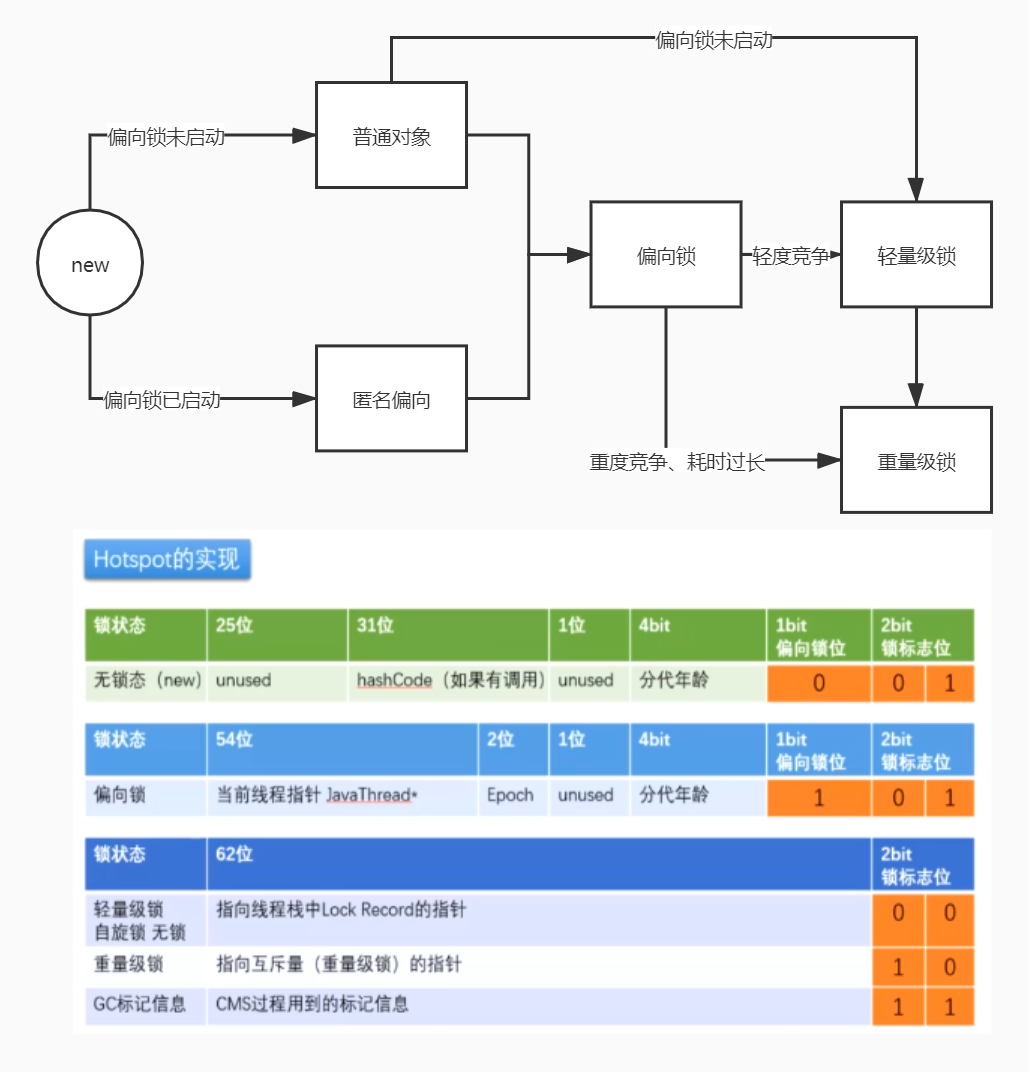 偏向锁未启动
偏向锁未启动
普通对象
new
偏向锁
轻度竞争
轻量级锁
偏向锁已启动
匿名偏向
重度竞争、耗时过长
重量级锁
Hotspot的实现
锁状态 25位 31位 1位 4bit 1bit 2bit
偏向锁位 锁标志位
无锁态（new） unused hashCode（如果有调用） unused 分代年龄 0 0 1
锁状态 54位 2位 1位 4bit 1bit 2bit
偏向锁位 锁标志位
偏向锁 当前线程指针 JavaThread* Epoch unused 分代年龄 1 0 1
锁状态 62位 2bit
锁标志位
轻量级锁 指向线程栈中Lock Record的指针 0 0
自旋锁 无锁
重量级锁 指向互斥量（重量级锁）的指针 1 0
GC标记信息 CMS过程用到的标记信息 1 1